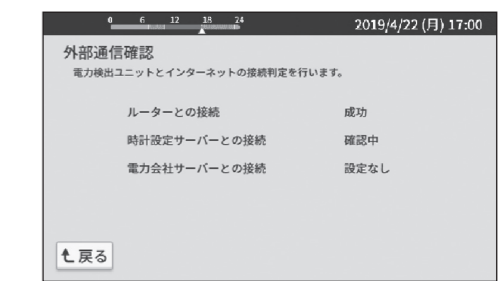 0 6 12 18 24 2019/4/22 (月) 17:00
外部通信確認
電力検出ユニットとインターネットの接続判定を行います。
ルーターとの接続 成功
時計設定サーバーとの接続 確認中
電力会社サーバーとの接続 設定なし
戻る